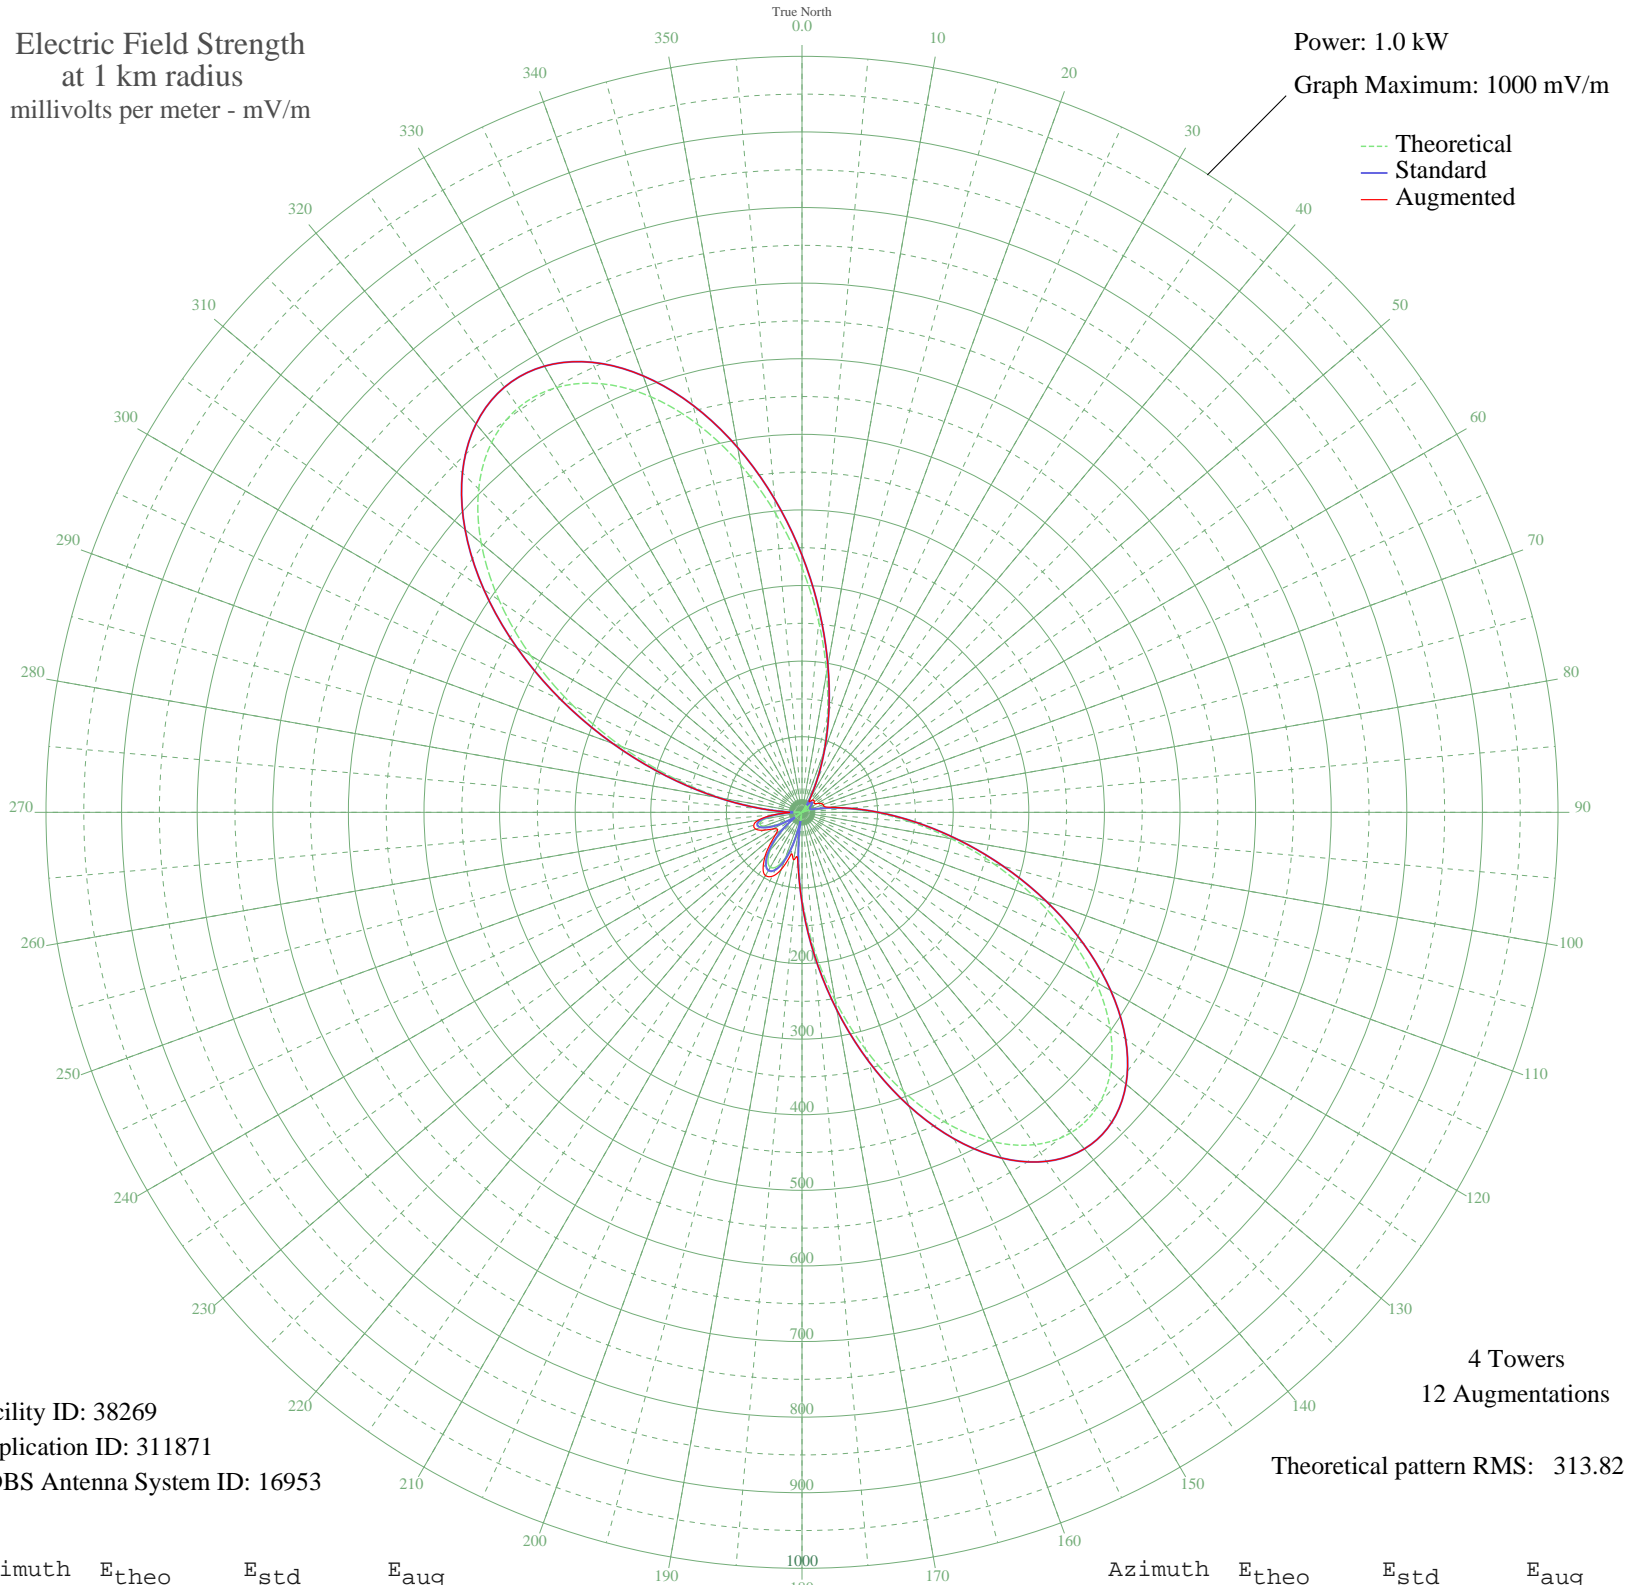 True North
0.0
Electric Field Strength
at 1 km radius
millivolts per meter - mV/m
Power: 1.0 kW
Graph Maximum: 1000 mV/m
Theoretical
Standard
Augmented
10
20
30
40
50
60
70
80
90
100
110
120
130
140
150
160
170
190
200
210
220
230
240
250
260
270
280
290
300
310
320
330
340
350
200
300
400
500
600
700
800
900
1000
4 Towers
12 Augmentations
Theoretical pattern RMS: 313.82
cility ID: 38269
plication ID: 311871
DBS Antenna System ID: 16953
imuth Etheo Estd Eaug
Azimuth Etheo Estd Eaug